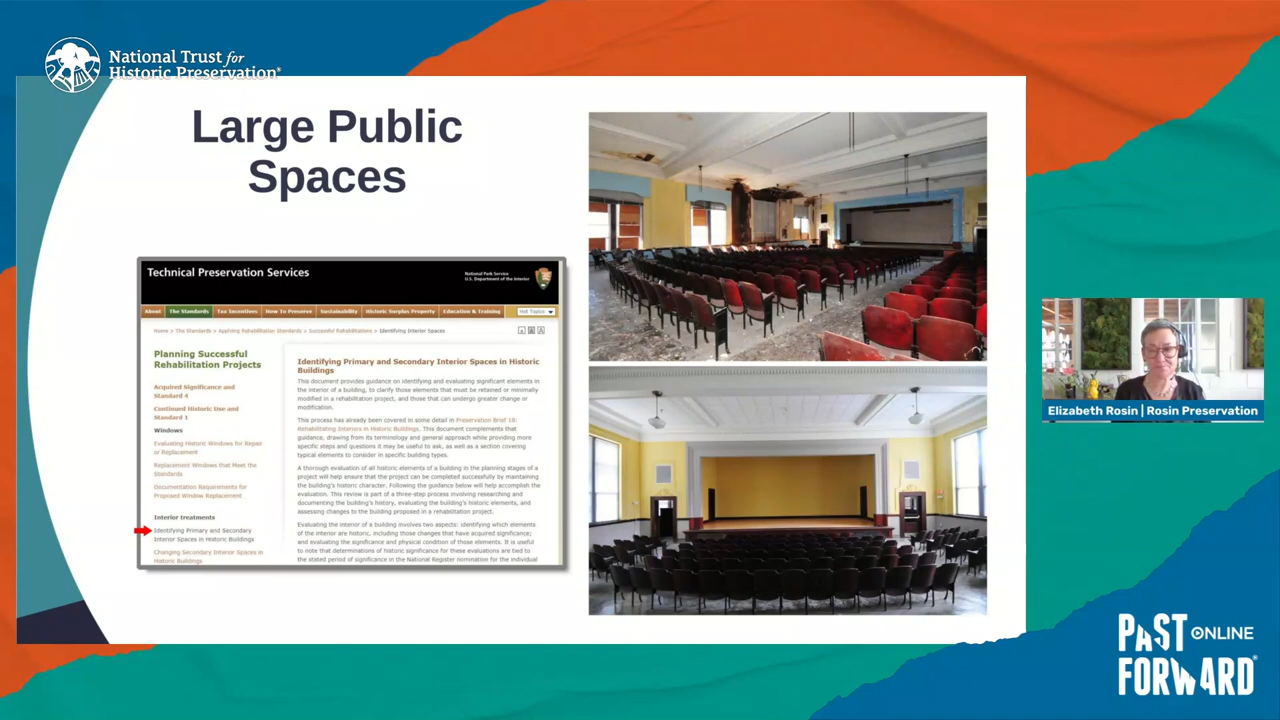 National Trust for
Historic Preservation®
Large Public
Spaces
Technical Preservation Services
National Park Service
U.S. Department of the Interior
About
The Standards
Tax Incentives
How To Preserve
Sustainability
Historic Surplus Property
Education & Training
Hot Topics
Home > The Standards > Applying Rehabilitation Standards > Successful Rehabilitations > Identifying Interior Spaces
Planning Successful
Rehabilitation Projects
Acquired Significance and
Standard 4
Continued Historic Use and
Standard 1
Windows
Evaluating Historic Windows for Repair
or Replacement
Replacement Windows that Meet the
Standards
Documentation Requirements for
Proposed Window Replacement
Interior treatments
Identifying Primary and Secondary
Interior Spaces in Historic Buildings
Changing Secondary Interior Spaces in
Historic Buildings
Identifying Primary and Secondary Interior Spaces in Historic
Buildings
This document provides guidance on identifying and evaluating significant elements in
the interior of a building, to clarify those elements that must be retained or minimally
modified in a rehabilitation project, and those that can undergo greater change or
modification.
This process has already been covered in some detail in Preservation Brief 18:
Rehabilitating Interiors in Historic Buildings. This document complements that
guidance, drawing from its terminology and general approach while providing more
specific steps and questions it may be useful to ask, as well as a section covering
typical elements to consider in specific building types.
A thorough evaluation of all historic elements of a building in the planning stages of a
project will help ensure that the project can be completed successfully by maintaining
the building's historic character. Following the guidance below will help accomplish the
evaluation. This review is part of a three-step process involving researching and
documenting the building's history, evaluating the building's historic elements, and
assessing changes to the building proposed in a rehabilitation project.
Evaluating the interior of a building involves two aspects: identifying which elements
of the interior are historic, including those changes that have acquired significance;
and evaluating the significance and physical condition of those elements. It is useful
to note that determinations of historic significance for these evaluations are tied to
the stated period of significance in the National Register nomination for the individual
Elizabeth Rosin | Rosin Preservation
PAST ONLINE
FORWARD®